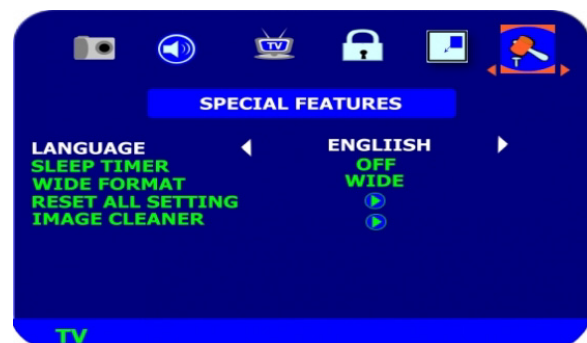 TV
T
SPECIAL FEATURES
LANGUAGE ENGLIISH
SLEEP TIMER OFF
WIDE FORMAT WIDE
RESET ALL SETTING
IMAGE CLEANER
TV